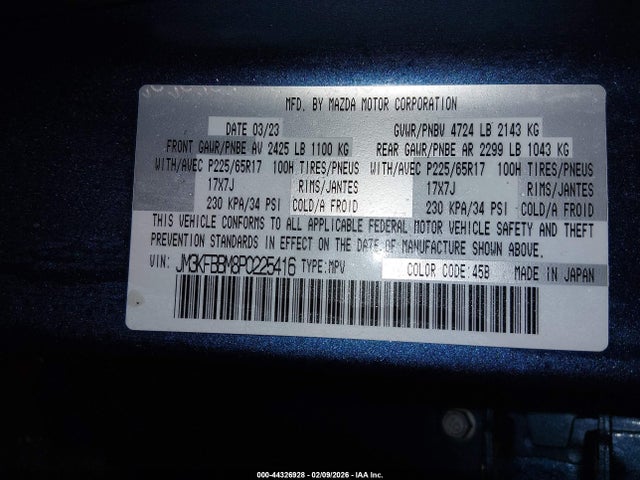 MFD. BY MAZDA MOTOR CORPORATION
DATE 03/23 GVWR/PNBV 4724 LB 2143 KG
FRONT GAWR/PNBE AV 2425 LB 1100 KG REAR GAWR/PNBE AR 2299 LB 1043 KG
WITH/AVEC P225/65R17 100H TIRES/PNEUS WITH/AVEC P225/65R17 100H TIRES/PNEUS
17X7J RIMS/JANTES 17X7J RIMS/JANTES
230 KPA/34 PSI COLD/A FROID 230 KPA/34 PSI COLD/A FROID
THIS VEHICLE CONFORMS TO ALL APPLICABLE FEDERAL MOTOR VEHICLE SAFETY AND THEFT
PREVENTION STANDARDS IN EFFECT ON THE DATE OF MANUFACTURE SHOWN ABOVE.
VIN: JM3KFBBM8P0225416 TYPE:MPV COLOR CODE:45B MADE IN JAPAN
000-44326928 - 02/09/2026 - IAA Inc.